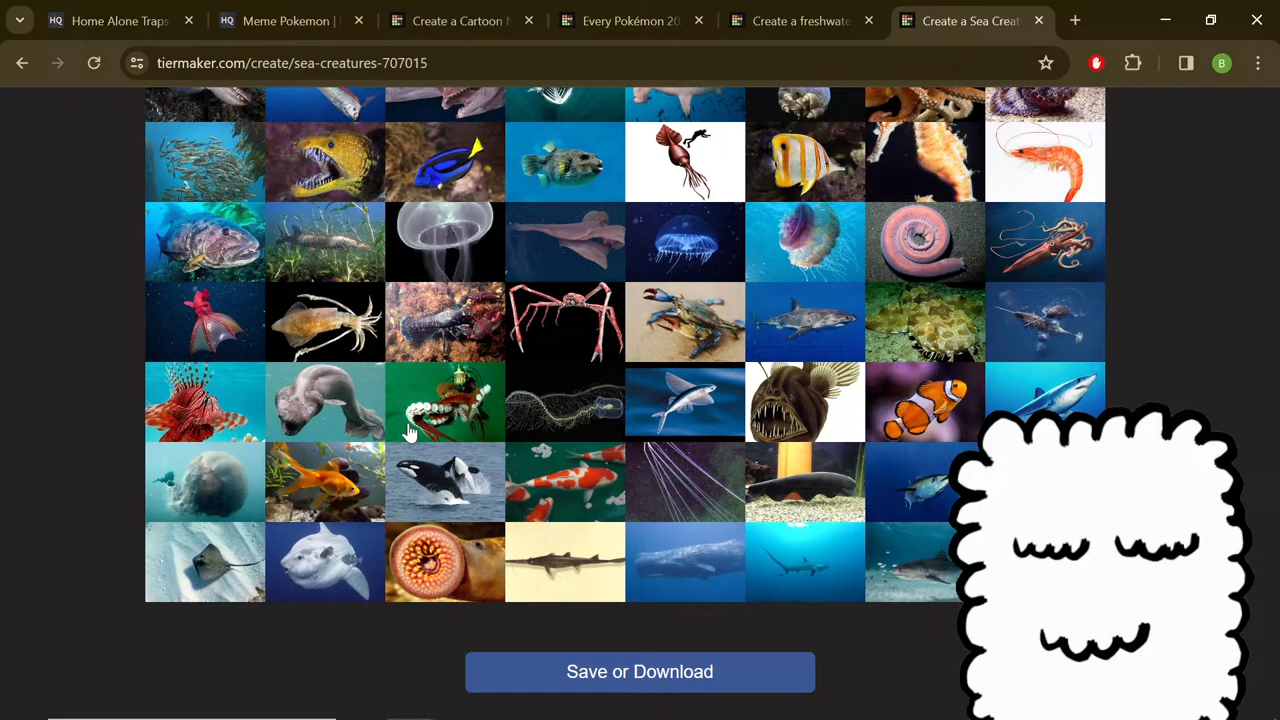 Home Alone Traps
Meme Pokemon |
Create a Cartoon
Every Pokémon 20
Create a freshwate
Create a Sea Creat
tiermaker.com/create/sea-creatures-707015
B
Save or Download